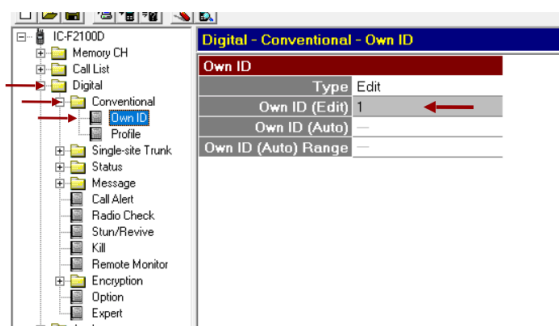 IC-F2100D
Memory CH
Call List
Digital
Conventional
Own ID
Profile
Single-site Trunk
Status
Message
Call Alert
Radio Check
Stun/Revive
Kill
Remote Monitor
Encryption
Option
Expert
Digital - Conventional - Own ID
Own ID
Type Edit
Own ID (Edit) 1
Own ID (Auto) —
Own ID (Auto) Range —